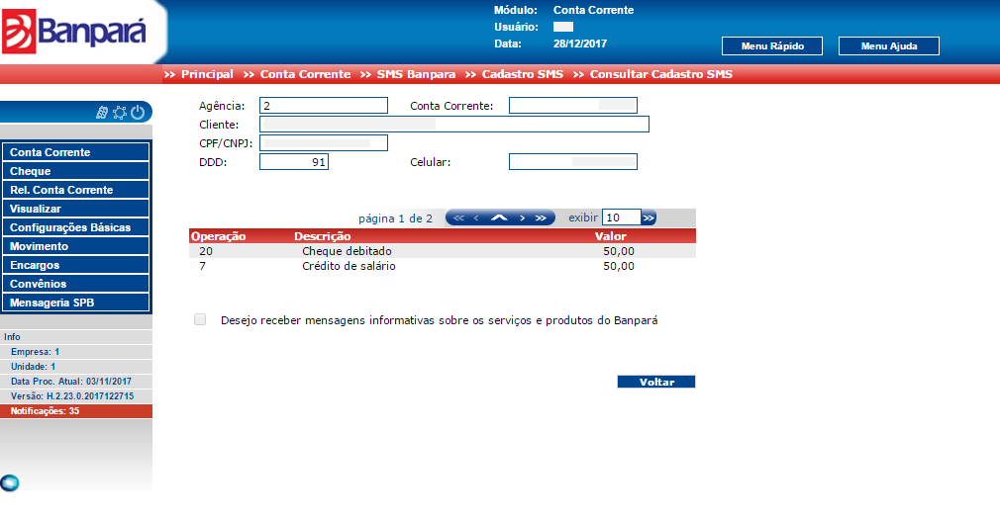 Banpará
Módulo: Conta Corrente
Usuário:
Data: 28/12/2017
Menu Rápido Menu Ajuda
>> Principal >> Conta Corrente >> SMS Banpara >> Cadastro SMS >> Consultar Cadastro SMS
Conta Corrente
Cheque
Rel. Conta Corrente
Visualizar
Configurações Básicas
Movimento
Encargos
Convênios
Mensageria SPB
Info
Empresa: 1
Unidade: 1
Data Proc. Atual: 03/11/2017
Versão: H.2.23.0.2017122715
Notificações: 35
Agência: 2 Conta Corrente:
Cliente:
CPF/CNPJ:
DDD: 91 Celular:
página 1 de 2 << < > >> exibir 10 >>
Operação Descrição Valor
20 Cheque debitado 50,00
7 Crédito de salário 50,00
Desejo receber mensagens informativas sobre os serviços e produtos do Banpará
Voltar